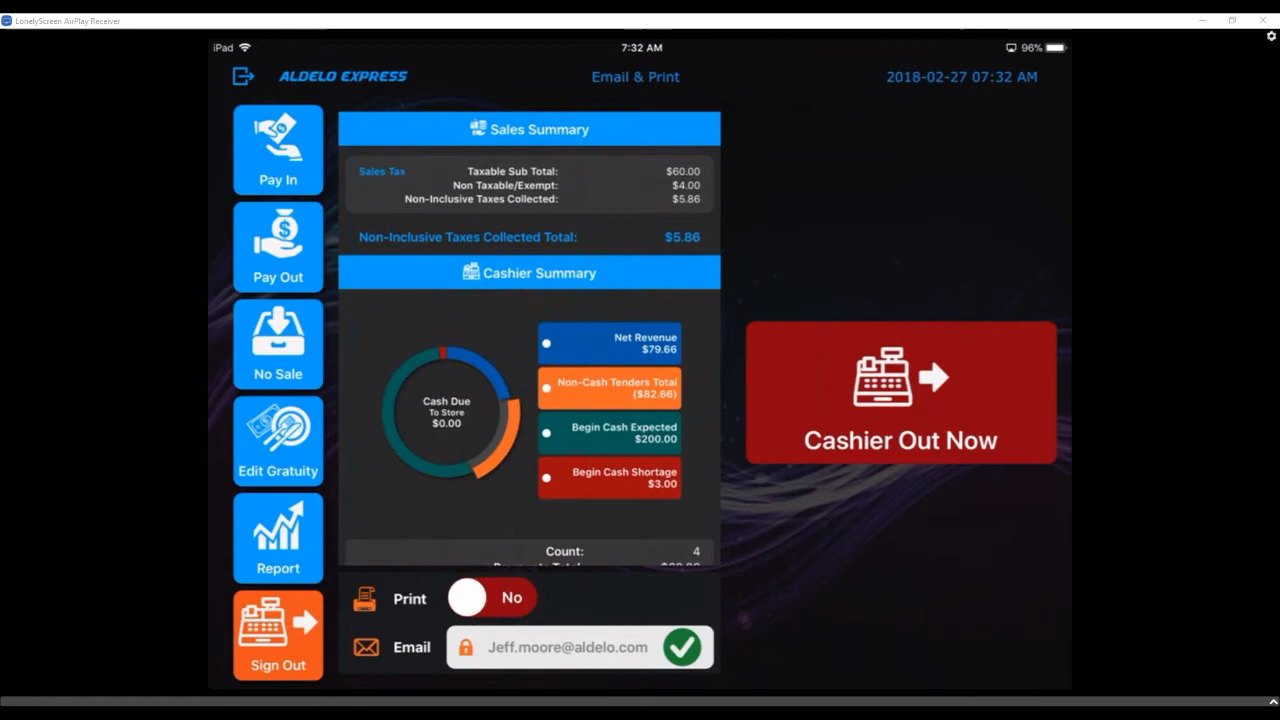 LonelyScreen AirPlay Receiver
iPad 7:32 AM 96%
ALDELO EXPRESS Email & Print 2018-02-27 07:32 AM
Pay In
Pay Out
No Sale
Edit Gratuity
Report
Sign Out
Sales Summary
Sales Tax Taxable Sub Total: $60.00
Non Taxable/Exempt: $4.00
Non-Inclusive Taxes Collected: $5.86
Non-Inclusive Taxes Collected Total: $5.86
Cashier Summary
Cash Due
To Store
$0.00
Net Revenue
$79.66
Non-Cash Tenders Total
($82.66)
Begin Cash Expected
$200.00
Begin Cash Shortage
$3.00
Count: 4
Print No
Email Jeff.moore@aldelo.com
Cashier Out Now